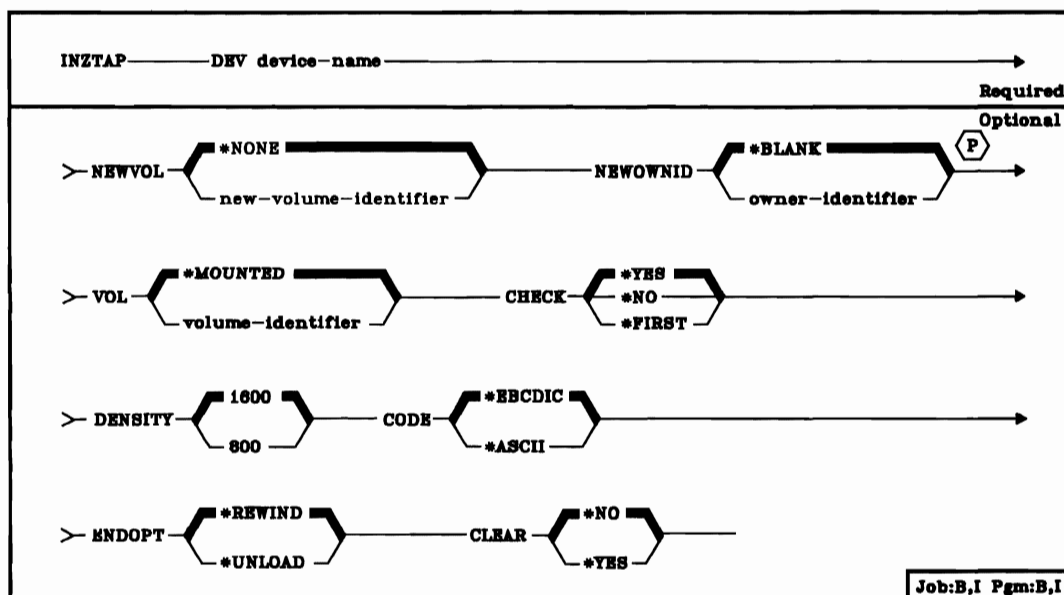 INZTAP DEV device-name
Required
Optional
*NONE *BLANK P
NEWVOL NEWOWNID
new-volume-identifier owner-identifier
*MOUNTED *YES
VOL CHECK *NO
volume-identifier *FIRST
1600 *EBCDIC
DENSITY CODE
800 *ASCII
*REWIND *NO
ENDOPT CLEAR
*UNLOAD *YES
Job:B,I Pgm:B,I